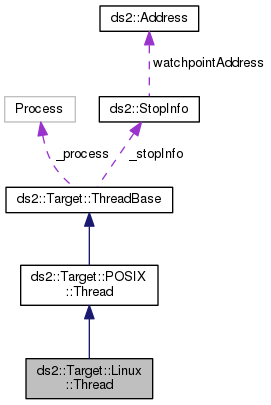 ds2::Address
watchpointAddress
Process
ds2::StopInfo
_process
_stopInfo
ds2::Target::ThreadBase
ds2::Target::POSIX
::Thread
ds2::Target::Linux
::Thread